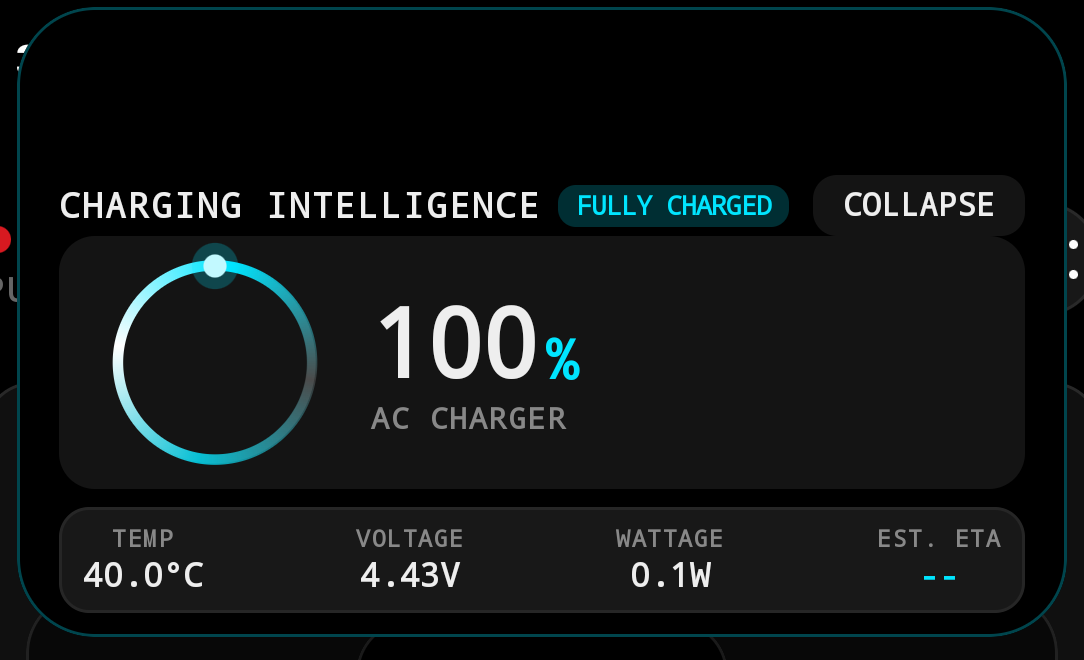 CHARGING INTELLIGENCE FULLY CHARGED COLLAPSE
100%
AC CHARGER
TEMP VOLTAGE WATTAGE EST. ETA
40.0°C 4.43V 0.1W --